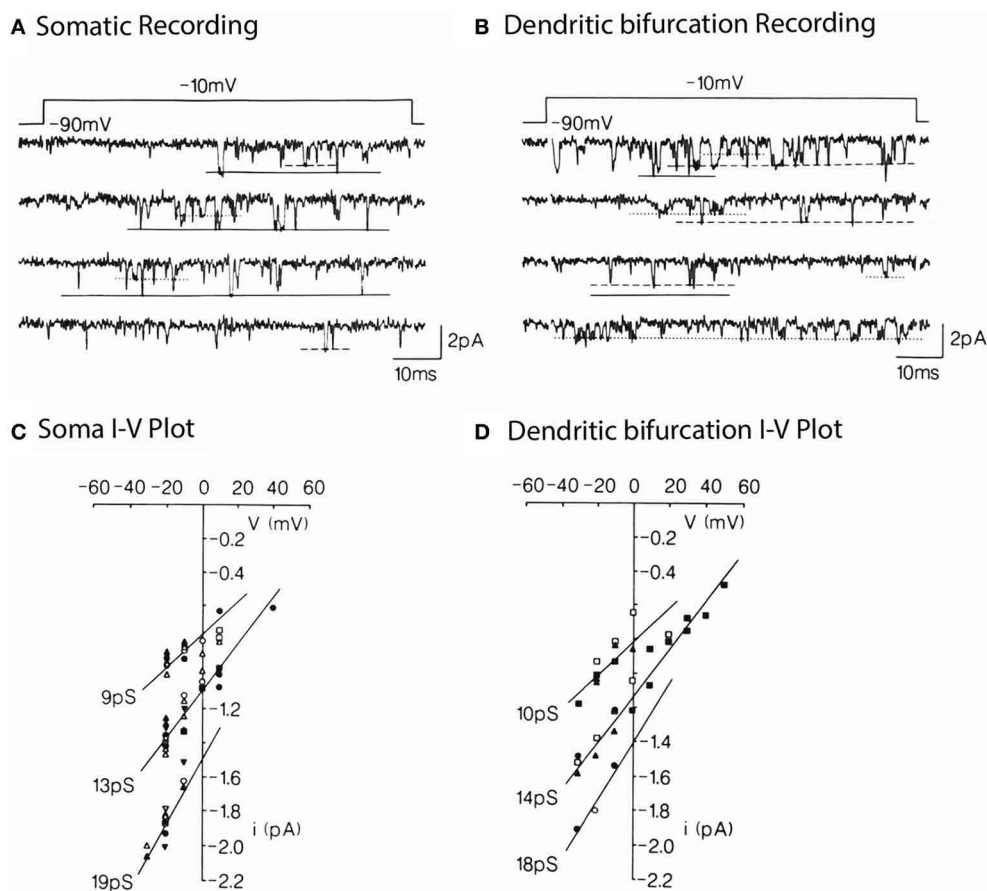 A Somatic Recording
-10mV
-90mV
2pA
10ms
B Dendritic bifurcation Recording
-10mV
-90mV
2pA
10ms
C Soma I-V Plot
-60 -40 -20 0 20 40 60
V (mV)
-0.2
-0.4
9pS
-1.2
13pS
-1.6
-1.8
i (pA)
-2.0
19pS
-2.2
D Dendritic bifurcation I-V Plot
-60 -40 -20 0 20 40 60
V (mV)
-0.2
-0.4
10pS
-1.4
14pS
-1.6
-1.8
i (pA)
18pS
-2.0
-2.2